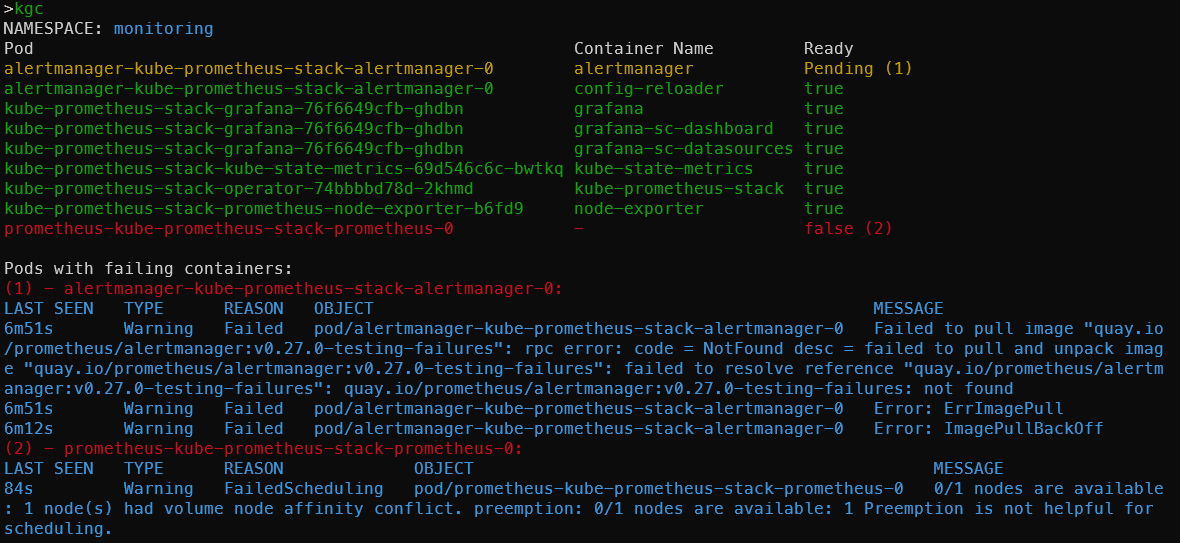 >kgc
NAMESPACE: monitoring
Pod Container Name Ready
alertmanager-kube-prometheus-stack-alertmanager-0 alertmanager Pending (1)
alertmanager-kube-prometheus-stack-alertmanager-0 config-reloader true
kube-prometheus-stack-grafana-76f6649cfb-ghdbn grafana true
kube-prometheus-stack-grafana-76f6649cfb-ghdbn grafana-sc-dashboard true
kube-prometheus-stack-grafana-76f6649cfb-ghdbn grafana-sc-datasources true
kube-prometheus-stack-kube-state-metrics-69d546c6c-bwtkq kube-state-metrics true
kube-prometheus-stack-operator-74bbbbd78d-2khmd kube-prometheus-stack true
kube-prometheus-stack-prometheus-node-exporter-b6fd9 node-exporter true
prometheus-kube-prometheus-stack-prometheus-0 - false (2)
Pods with failing containers:
(1) - alertmanager-kube-prometheus-stack-alertmanager-0:
LAST SEEN TYPE REASON OBJECT MESSAGE
6m51s Warning Failed pod/alertmanager-kube-prometheus-stack-alertmanager-0 Failed to pull image "quay.io
/prometheus/alertmanager:v0.27.0-testing-failures": rpc error: code = NotFound desc = failed to pull and unpack imag
e "quay.io/prometheus/alertmanager:v0.27.0-testing-failures": failed to resolve reference "quay.io/prometheus/alertm
anager:v0.27.0-testing-failures": quay.io/prometheus/alertmanager:v0.27.0-testing-failures: not found
6m51s Warning Failed pod/alertmanager-kube-prometheus-stack-alertmanager-0 Error: ErrImagePull
6m12s Warning Failed pod/alertmanager-kube-prometheus-stack-alertmanager-0 Error: ImagePullBackOff
(2) - prometheus-kube-prometheus-stack-prometheus-0:
LAST SEEN TYPE REASON OBJECT MESSAGE
84s Warning FailedScheduling pod/prometheus-kube-prometheus-stack-prometheus-0 0/1 nodes are available
: 1 node(s) had volume node affinity conflict. preemption: 0/1 nodes are available: 1 Preemption is not helpful for
scheduling.